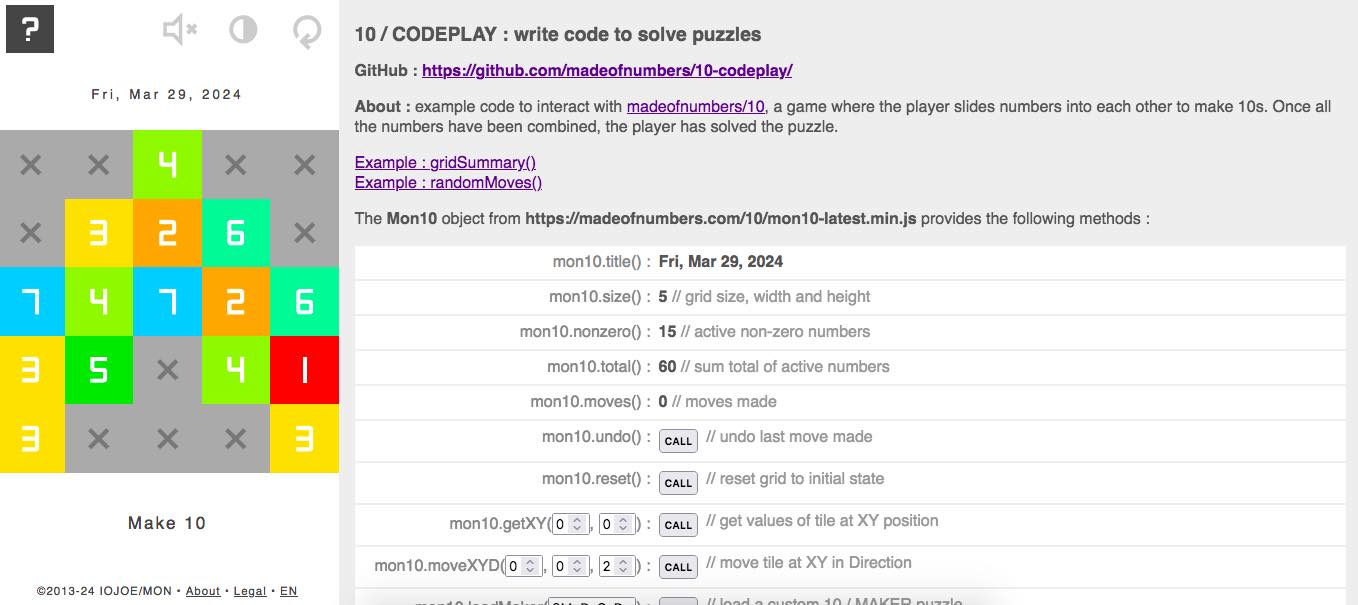 ?
Fri, Mar 29, 2024
× × 4 × ×
× 3 2 6 ×
7 4 7 2 6
3 5 × 4 1
3 × × × 3
Make 10
©2013-24 IOJOE/MON • About • Legal • EN
10 / CODEPLAY : write code to solve puzzles
GitHub : https://github.com/madeofnumbers/10-codeplay/
About : example code to interact with madeofnumbers/10, a game where the player slides numbers into each other to make 10s. Once all
the numbers have been combined, the player has solved the puzzle.
Example : gridSummary()
Example : randomMoves()
The Mon10 object from https://madeofnumbers.com/10/mon10-latest.min.js provides the following methods :
mon10.title() : Fri, Mar 29, 2024
mon10.size() : 5 // grid size, width and height
mon10.nonzero() : 15 // active non-zero numbers
mon10.total() : 60 // sum total of active numbers
mon10.moves() : 0 // moves made
mon10.undo() : CALL // undo last move made
mon10.reset() : CALL // reset grid to initial state
mon10.getXY(0, 0) : CALL // get values of tile at XY position
mon10.moveXYD(0, 0, 2) : CALL // move tile at XY in Direction
// load a custom 10 / MAKER puzzle